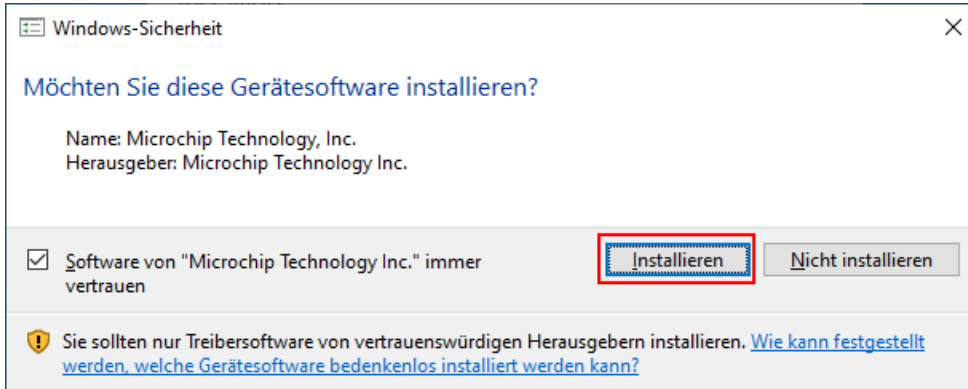 Windows-Sicherheit
Möchten Sie diese Gerätesoftware installieren?
Name: Microchip Technology, Inc.
Herausgeber: Microchip Technology Inc.
Software von "Microchip Technology Inc." immer
vertrauen
Installieren
Nicht installieren
Sie sollten nur Treibersoftware von vertrauenswürdigen Herausgebern installieren. Wie kann festgestellt
werden, welche Gerätesoftware bedenkenlos installiert werden kann?